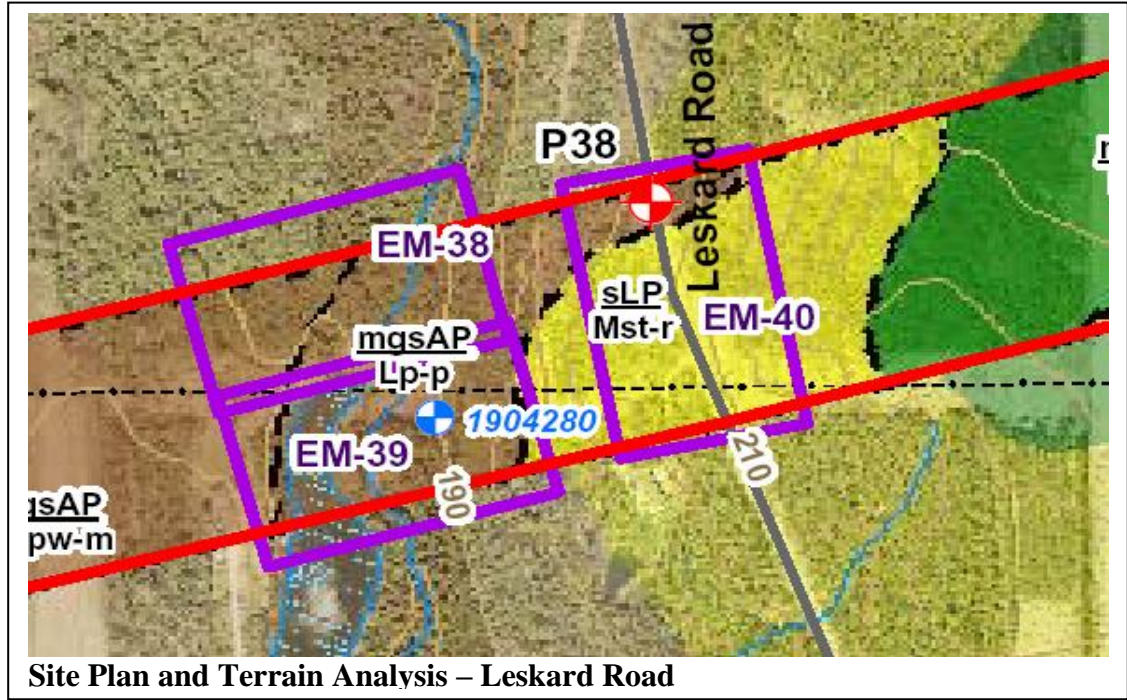 P38
Leskard Road
EM-38
sLP
Mst-r
EM-40
mgsAP
Lp-p
1904280
EM-39
190
210
gsAP
pw-m
Site Plan and Terrain Analysis – Leskard Road